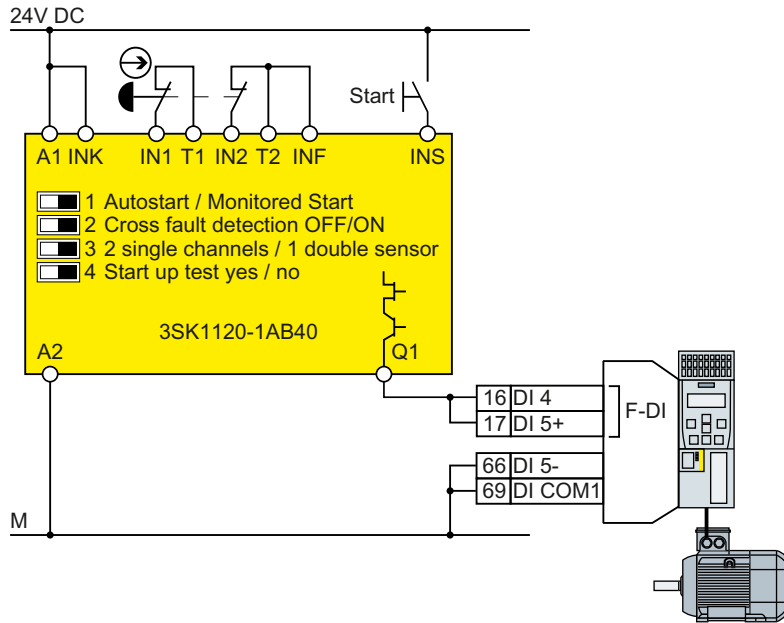 24V DC
Start
A1 INK IN1 T1 IN2 T2 INF INS
1 Autostart / Monitored Start
2 Cross fault detection OFF/ON
3 2 single channels / 1 double sensor
4 Start up test yes / no
3SK1120-1AB40
A2 Q1
16 DI 4
17 DI 5+
F-DI
66 DI 5-
69 DI COM1
M